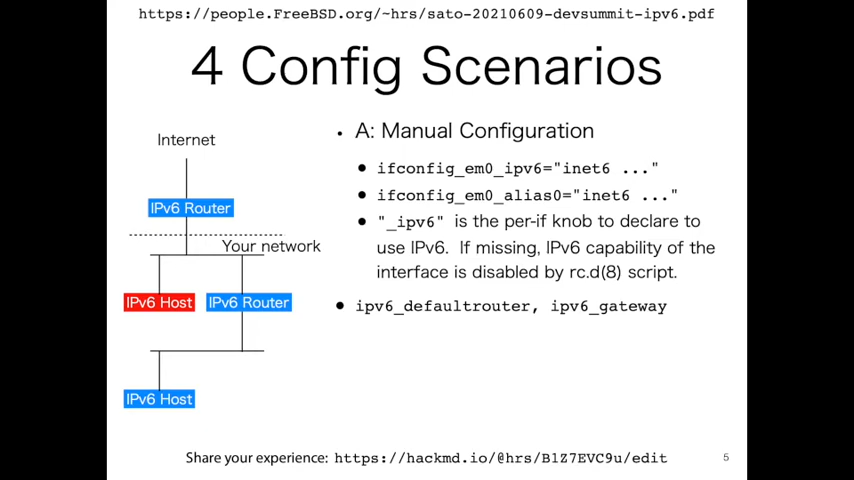 https://people.FreeBSD.org/~hrs/sato-20210609-devsummit-ipv6.pdf
4 Config Scenarios
Internet
IPv6 Router
Your network
IPv6 Host
IPv6 Router
IPv6 Host
• A: Manual Configuration
• ifconfig_em0_ipv6="inet6 ..."
• ifconfig_em0_alias0="inet6 ..."
• "_ipv6" is the per-if knob to declare to
use IPv6. If missing, IPv6 capability of the
interface is disabled by rc.d(8) script.
• ipv6_defaultrouter, ipv6_gateway
Share your experience: https://hackmd.io/@hrs/B1Z7EVC9u/edit
5